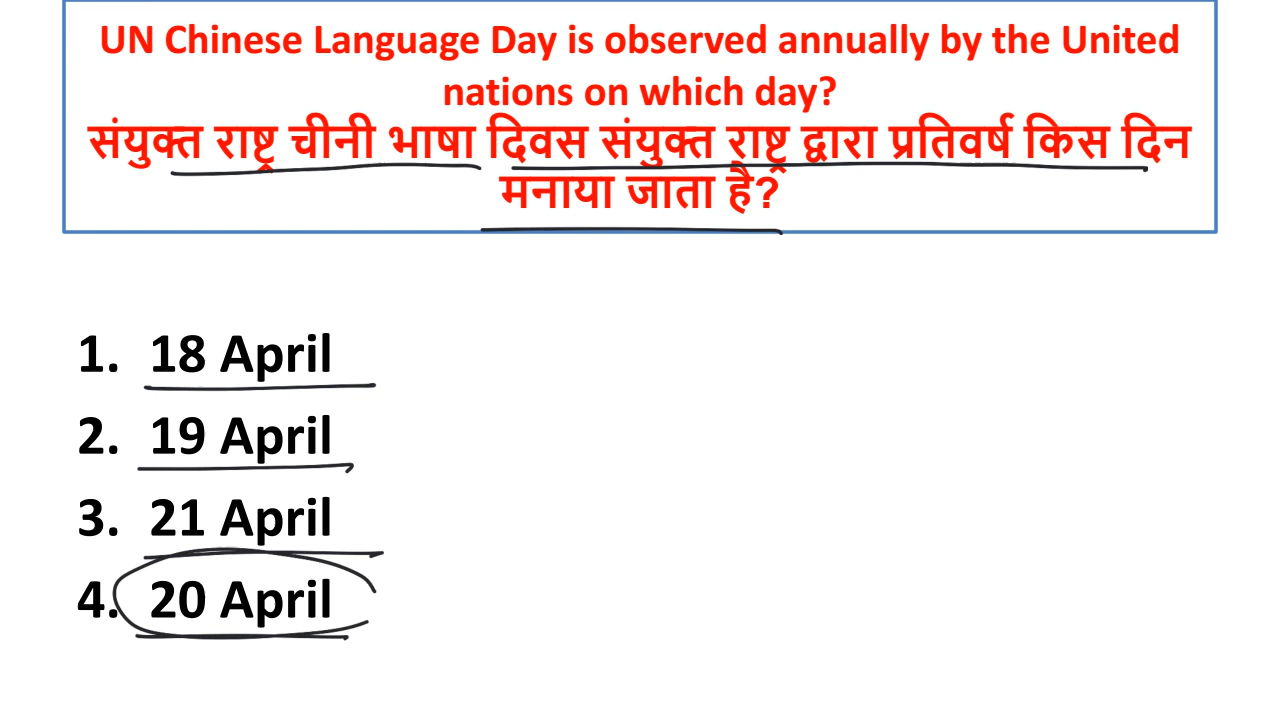 UN Chinese Language Day is observed annually by the United
nations on which day?
संयुक्त राष्ट्र चीनी भाषा दिवस संयुक्त राष्ट्र द्वारा प्रतिवर्ष किस दिन
मनाया जाता है?
1. 18 April
2. 19 April
3. 21 April
4. 20 April